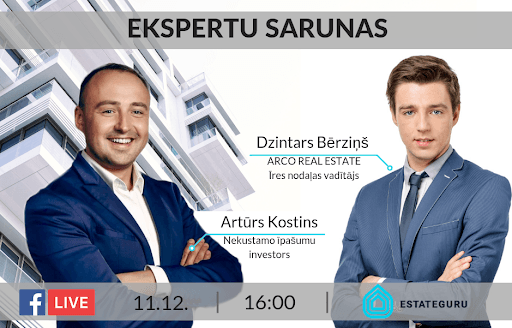 EKSPERTU SARUNAS
Dzintars Bērziņš
ARCO REAL ESTATE
Īres nodaļas vadītājs
Artūrs Kostins
Nekustamo īpašumu
investors
f LIVE | 11.12. | 16:00 | ESTATEGURU